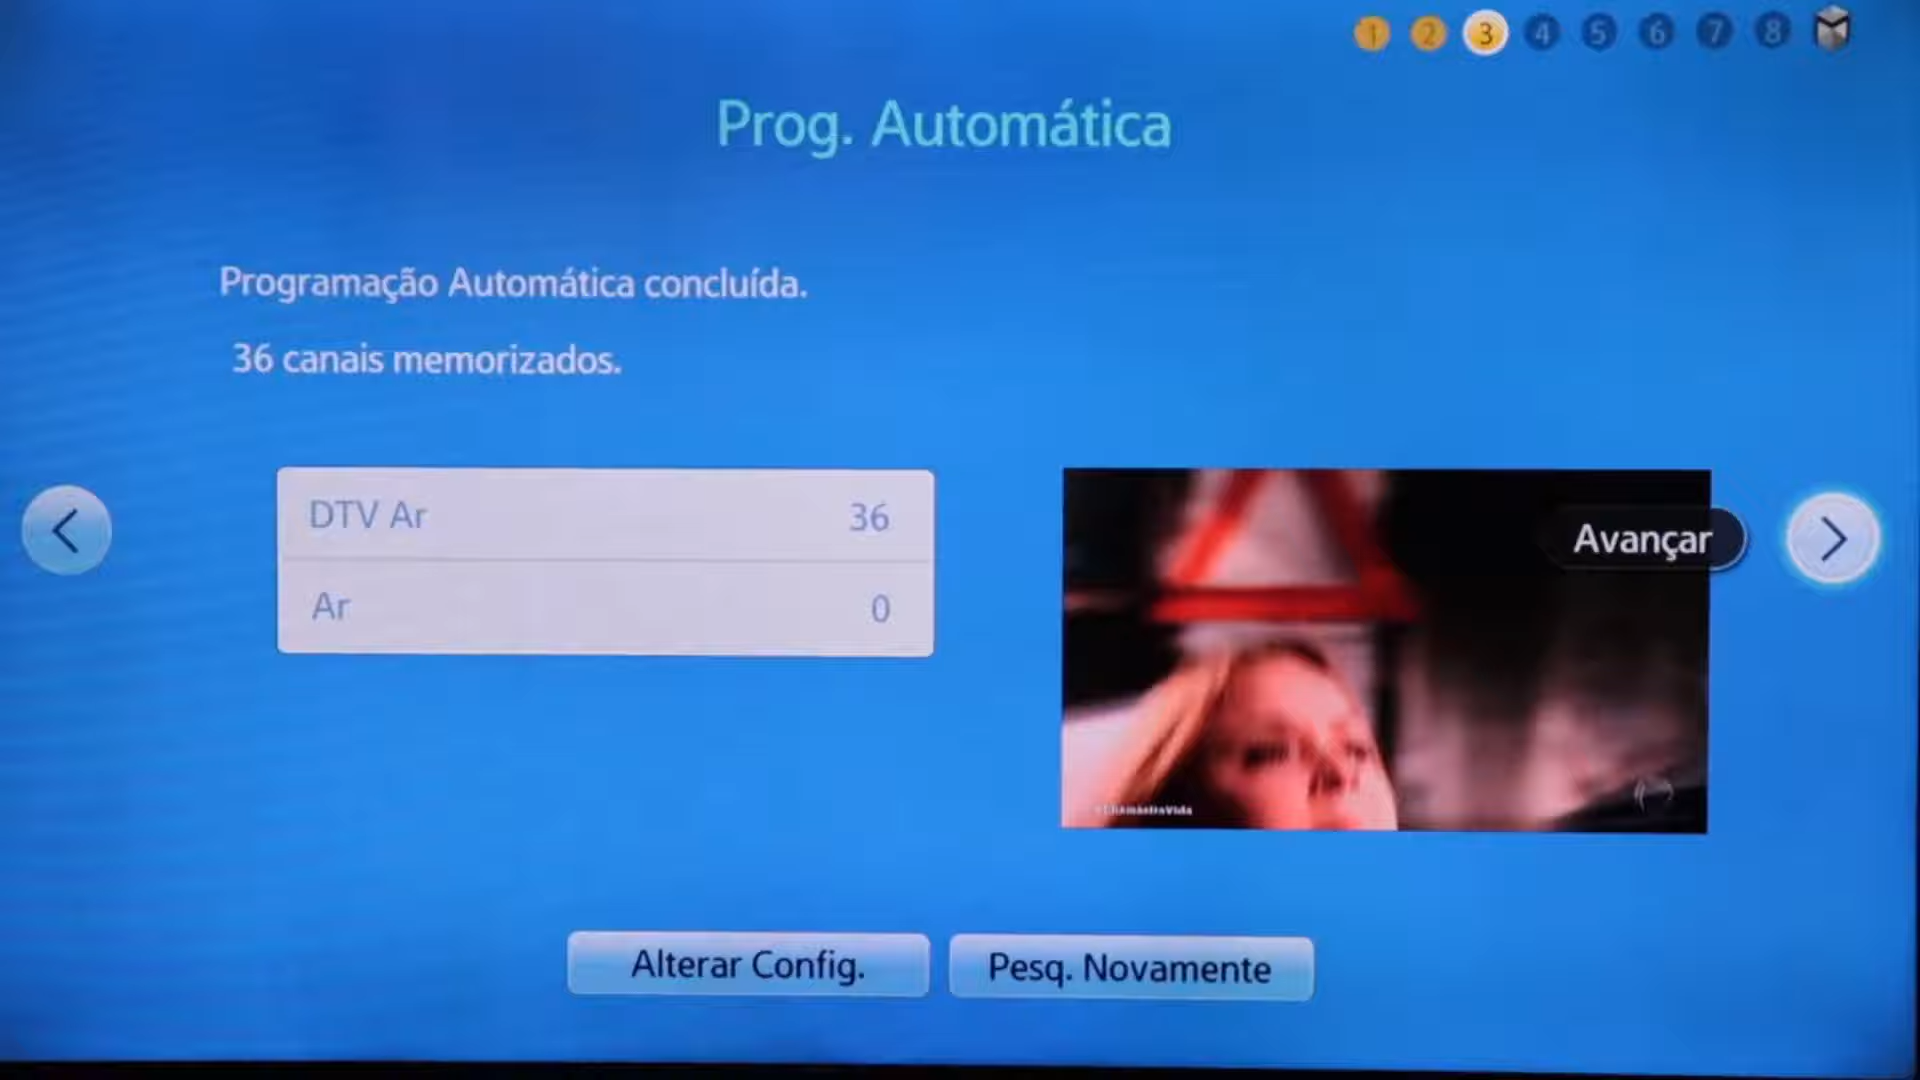 1 2 3 4 5 6 7 8
Prog. Automática
Programação Automática concluída.
36 canais memorizados.
DTV Ar 36
Ar 0
Avançar
Alterar Config.
Pesq. Novamente